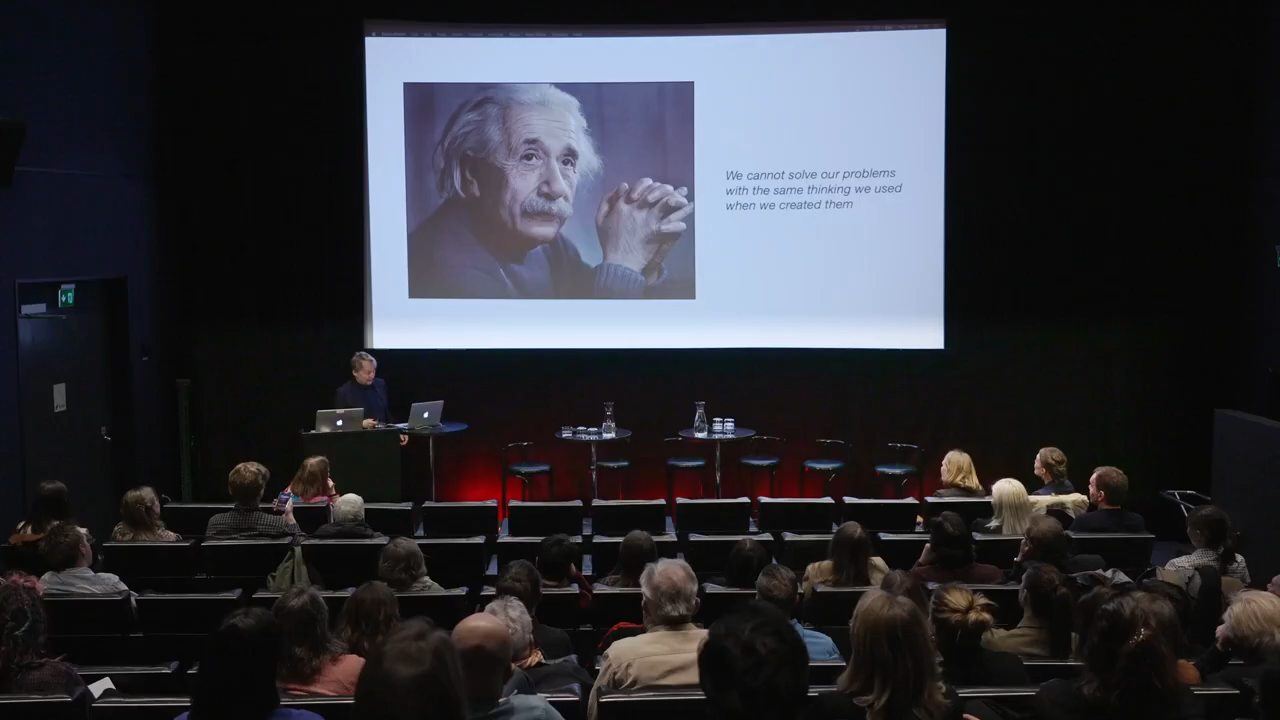 We cannot solve our problems
with the same thinking we used
when we created them